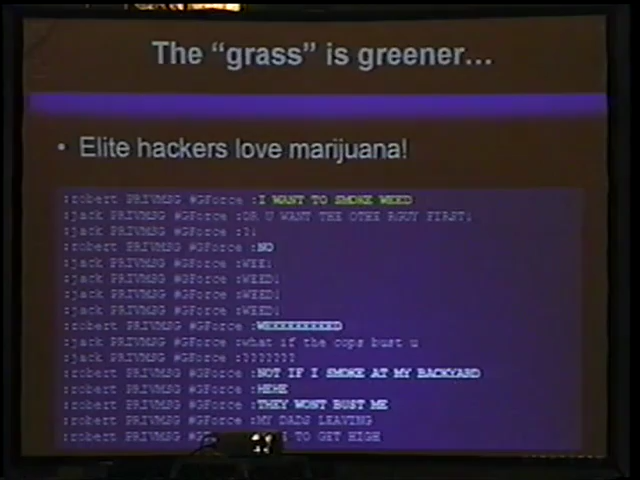 The “grass” is greener...
• Elite hackers love marijuana!
:robert PRIVMSG #GForce :I WANT TO SMOKE WEED
:jack PRIVMSG #GForce :OR U WANT THE OTHE RGUY FIRST¡
:jack PRIVMSG #GForce :?¡
:robert PRIVMSG #GForce :NO
:jack PRIVMSG #GForce :WEE¡
:jack PRIVMSG #GForce :WEED¡
:jack PRIVMSG #GForce :WEED¡
:jack PRIVMSG #GForce :WEED¡
:robert PRIVMSG #GForce
:jack PRIVMSG #GForce :what if the cops bust u
:jack PRIVMSG #GForce :???????
:robert PRIVMSG #GForce :NOT IF I SMOKE AT MY BACKYARD
:robert PRIVMSG #GForce :HEHE
:robert PRIVMSG #GForce :THEY WONT BUST ME
:robert PRIVMSG #GForce :MY DADS LEAVING
:robert PRIVMSG TO GET HIGH